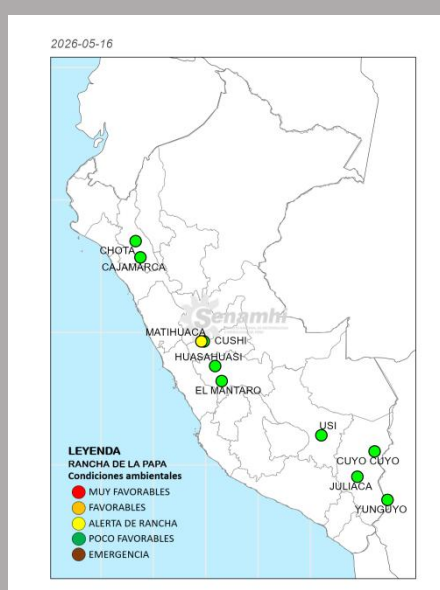 2026-05-16
CHOTA
CAJAMARCA
Senamhi
MATIHUACA
CUSHI
HUASAHUASI
EL MANTARO
USI
CUYO CUYO
JULIACA
YUNGUYO
LEYENDA
RANCHA DE LA PAPA
Condiciones ambientales
MUY FAVORABLES
FAVORABLES
ALERTA DE RANCHA
POCO FAVORABLES
EMERGENCIA